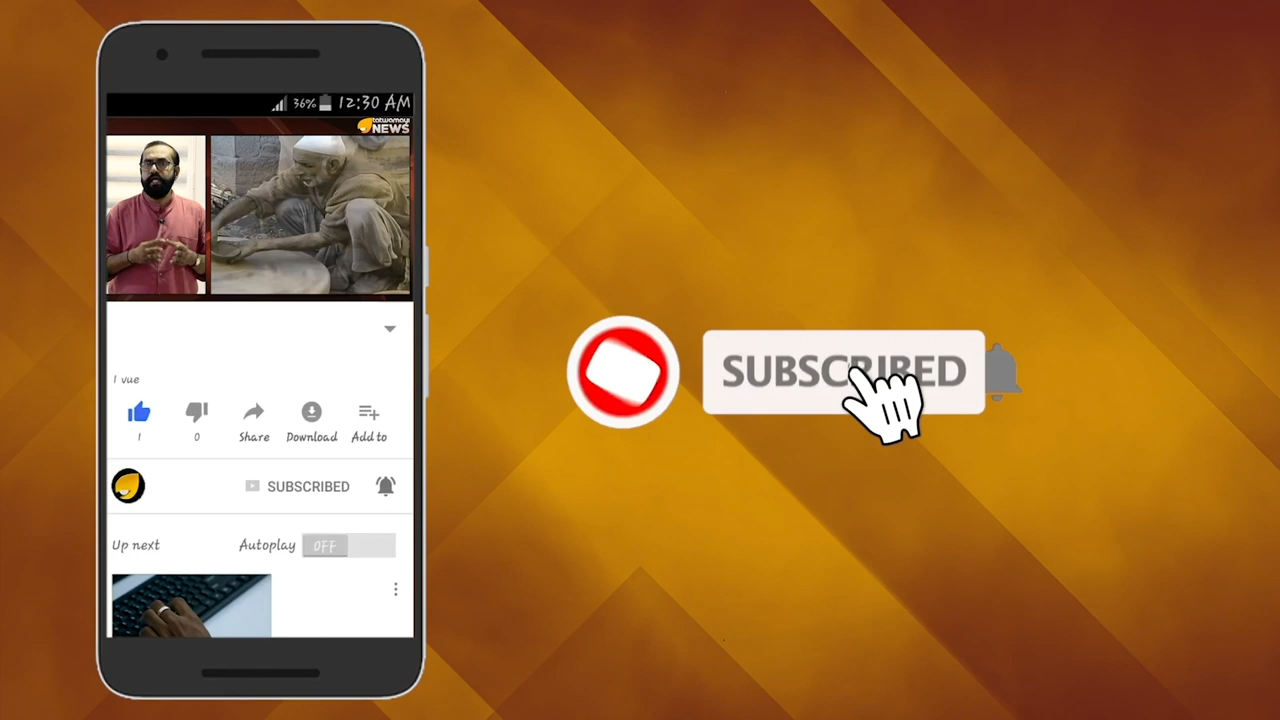 36% 12:30 AM
tatwamayi
NEWS
1 vue
1
0
Share
Download
Add to
SUBSCRIBED
Up next
Autoplay
OFF
SUBSCRIBED